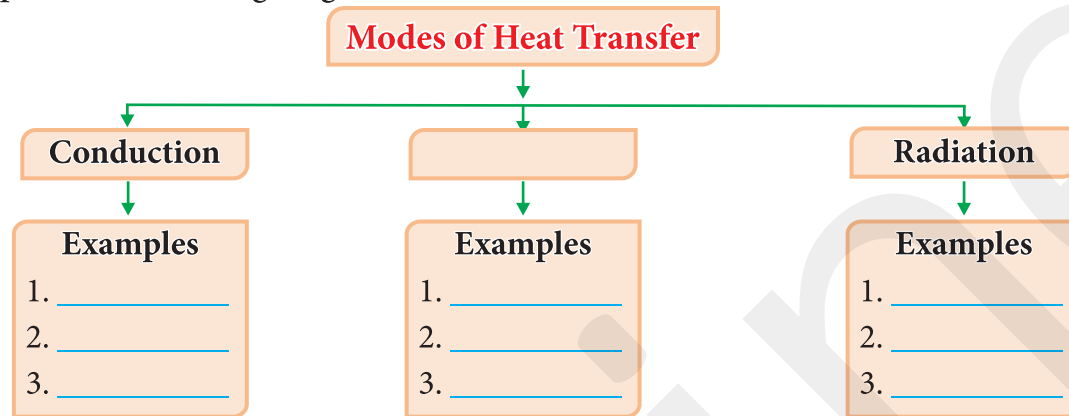 Modes of Heat Transfer
Conduction
Radiation
Examples
1.
2.
3.
Examples
1.
2.
3.
Examples
1.
2.
3.